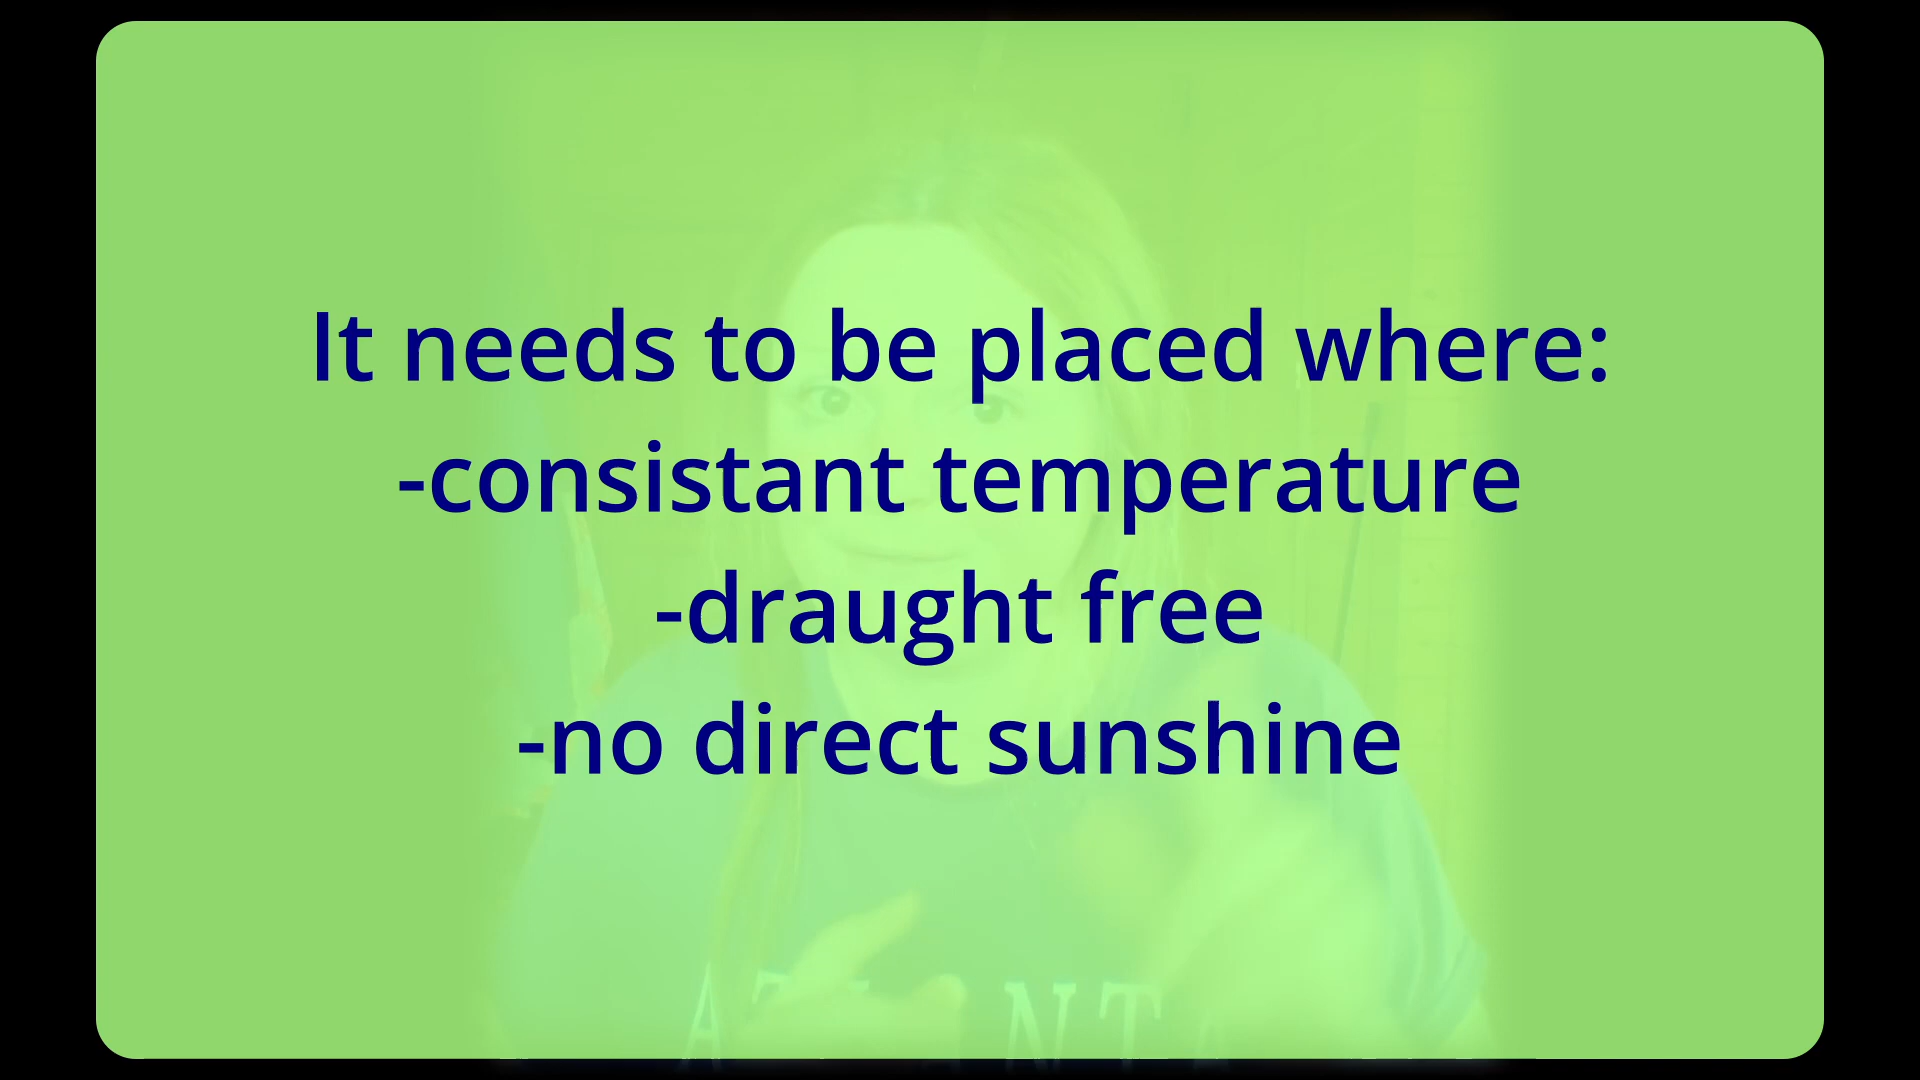 It needs to be placed where:
-consistant temperature
-draught free
-no direct sunshine